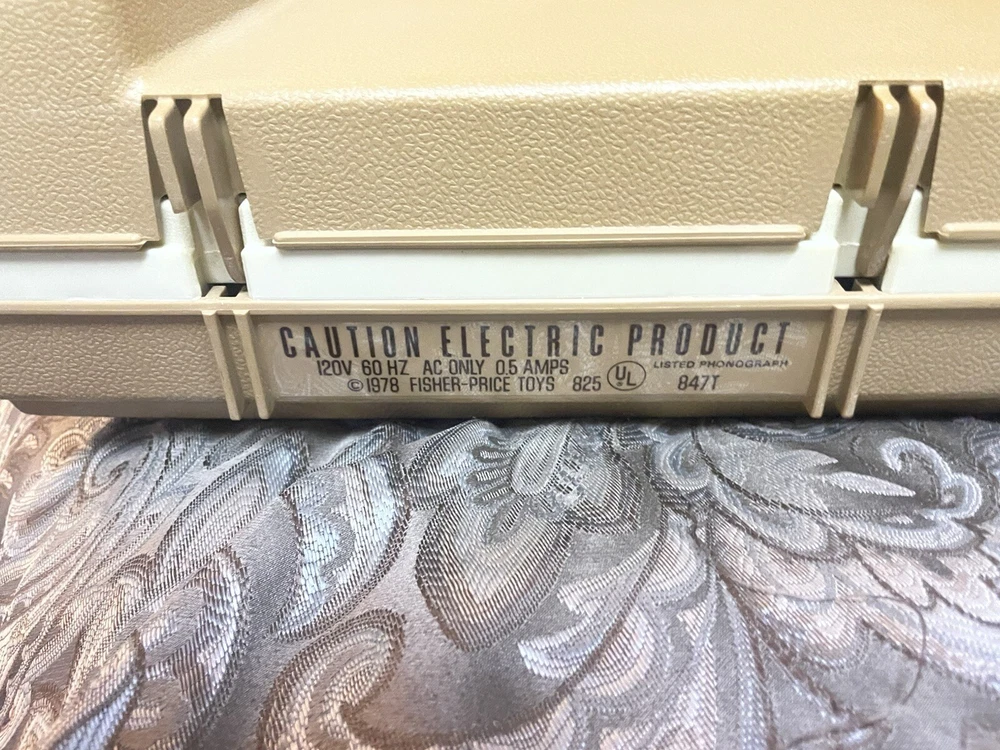 CAUTION ELECTRIC PRODUCT
120V 60 HZ AC ONLY 0.5 AMPS
© 1978 FISHER-PRICE TOYS 825
UL
LISTED PHONOGRAPH
847T